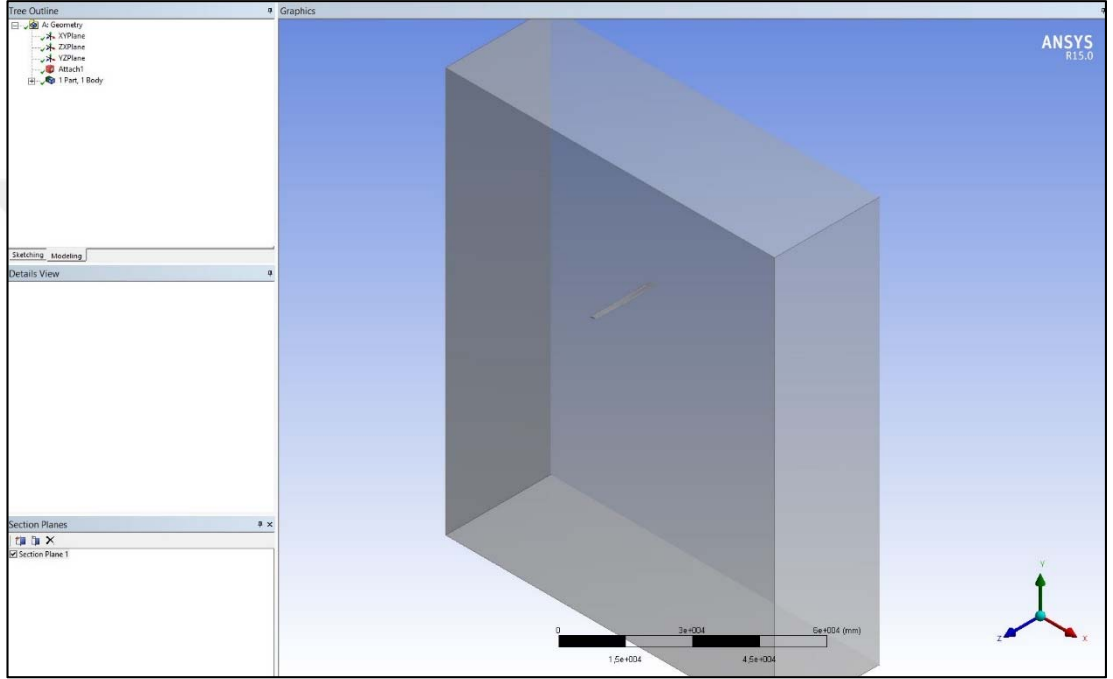 Tree Outline
A: Geometry
XYPlane
ZXPlane
YZPlane
Attach1
1 Part, 1 Body
Sketching Modeling
Details View
Section Planes
Section Plane 1
Graphics
ANSYS
R15.0
0 3e+004 6e+004 (mm)
1,5e+004 4,5e+004
Y
Z X